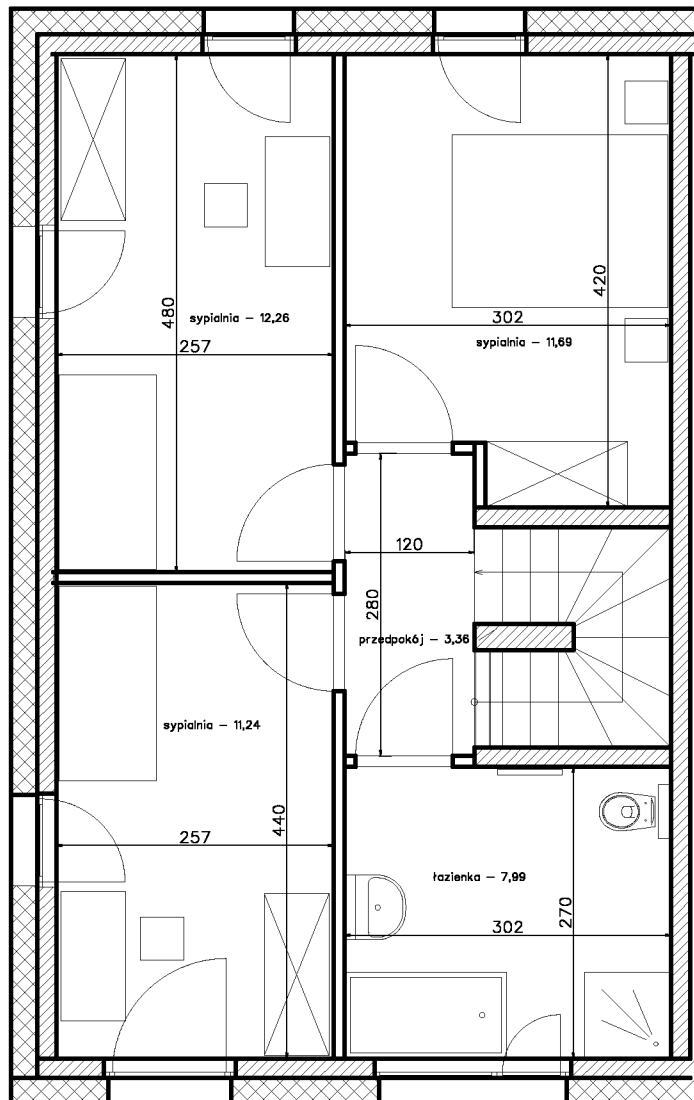 480
sypialnia – 12,26
257
420
302
sypialnia – 11,69
120
280
przedpokój – 3,36
sypialnia – 11,24
440
257
łazienka – 7,99
270
302